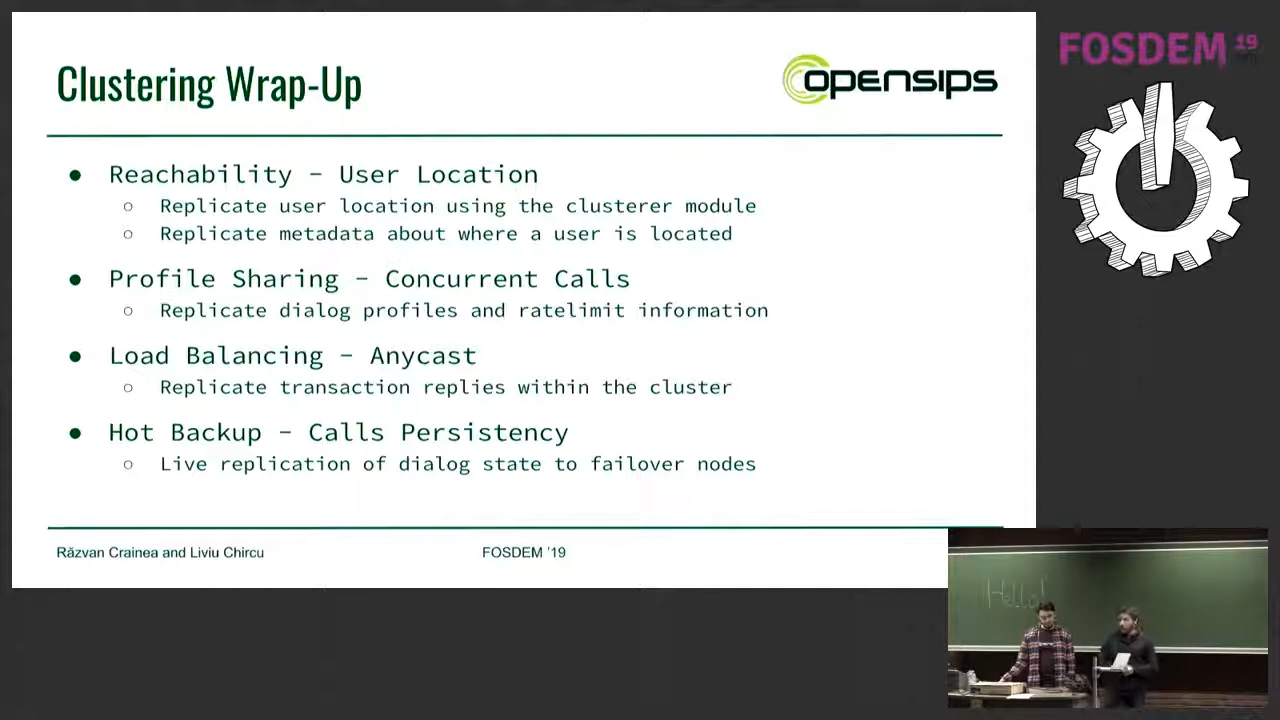 Clustering Wrap-Up
OPENSIPS
FOSDEM '19
● Reachability - User Location
○ Replicate user location using the clusterer module
○ Replicate metadata about where a user is located
● Profile Sharing - Concurrent Calls
○ Replicate dialog profiles and ratelimit information
● Load Balancing - Anycast
○ Replicate transaction replies within the cluster
● Hot Backup - Calls Persistency
○ Live replication of dialog state to failover nodes
Răzvan Crainea and Liviu Chircu
FOSDEM '19
Hello!